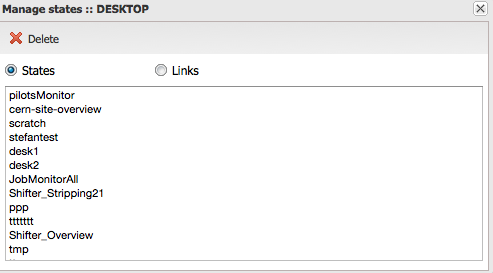 Manage states :: DESKTOP
Delete
States Links
pilotsMonitor
cern-site-overview
scratch
stefantest
desk1
desk2
JobMonitorAll
Shifter_Stripping21
ppp
ttttttt
Shifter_Overview
tmp